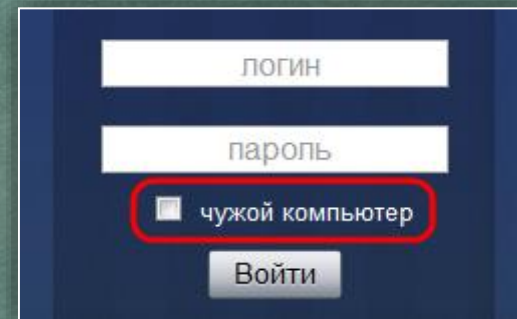 логин
пароль
чужой компьютер
Войти